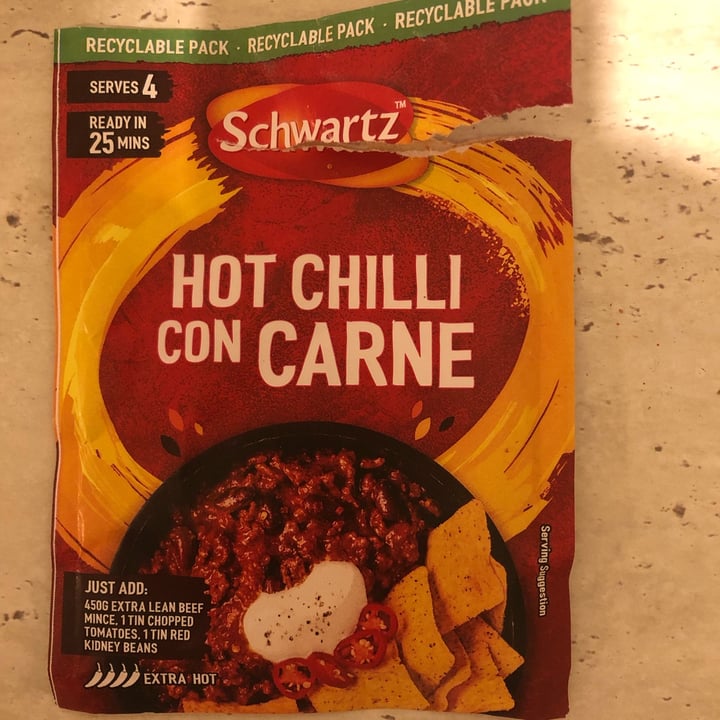 RECYCLABLE PACK · RECYCLABLE PACK · RECYCLABLE PACK
SERVES 4
READY IN
25 MINS
Schwartz™
HOT CHILLI
CON CARNE
Serving Suggestion
JUST ADD:
450G EXTRA LEAN BEEF
MINCE, 1 TIN CHOPPED
TOMATOES, 1 TIN RED
KIDNEY BEANS
EXTRA HOT